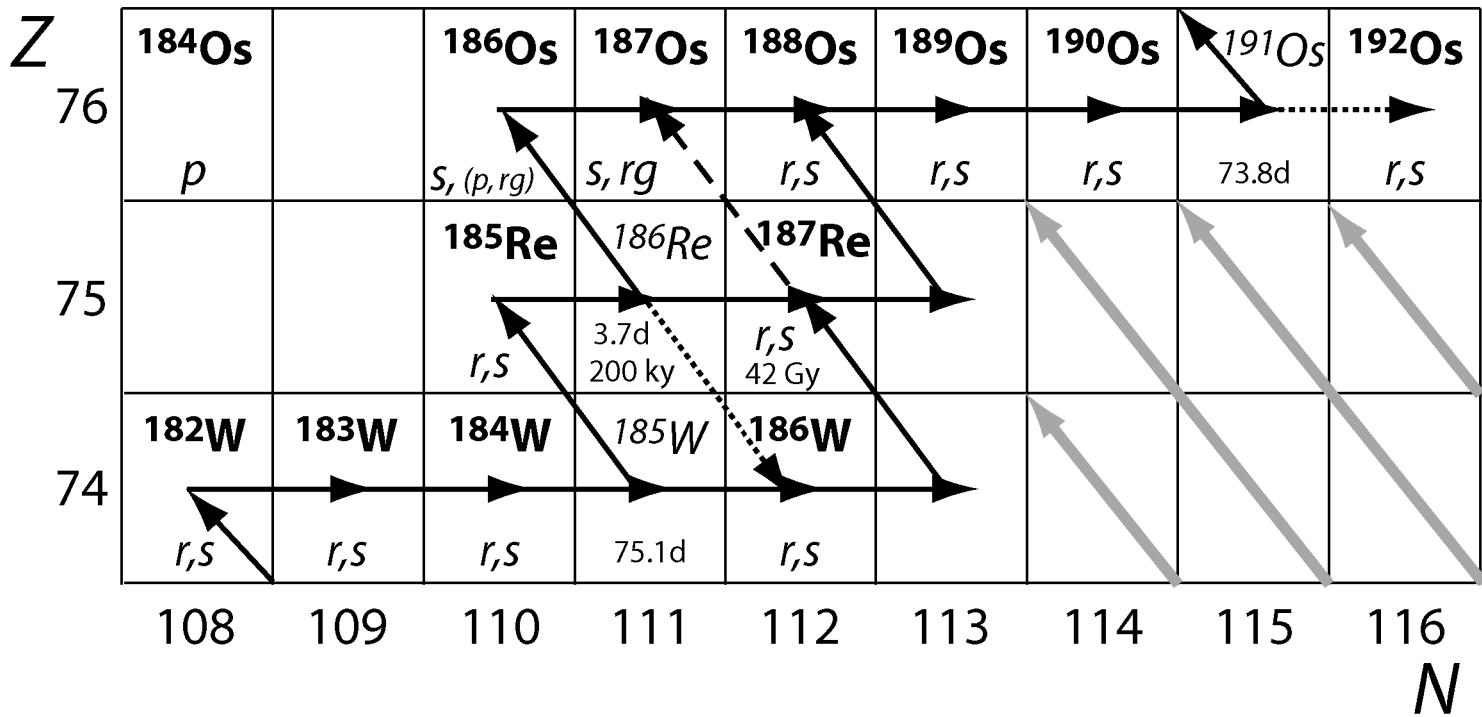 Z
184Os 186Os 187Os 188Os 189Os 190Os 191Os 192Os
76
p s, (p, rg) s, rg r,s r,s r,s 73.8d r,s
185Re 186Re 187Re
75
r,s 3.7d r,s
200 ky 42 Gy
182W 183W 184W 185W 186W
74
r,s r,s r,s 75.1d r,s
108 109 110 111 112 113 114 115 116
N